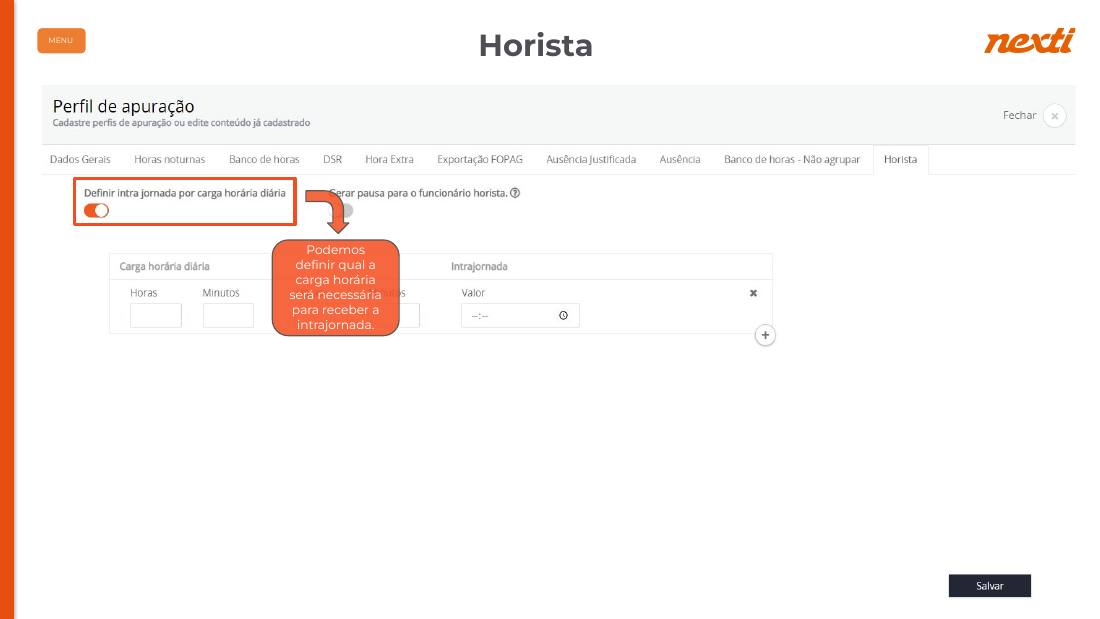 MENU
Horista
nexti
Perfil de apuração
Cadastre perfis de apuração ou edite conteúdo já cadastrado
Fechar
Dados Gerais Horas noturnas Banco de horas DSR Hora Extra Exportação FOPAG Ausência Justificada Ausência Banco de horas - Não agrupar Horista
Definir intra jornada por carga horária diária
Gerar pausa para o funcionário horista.
Podemos
definir qual a
carga horária
será necessária
para receber a
intrajornada.
Carga horária diária Intrajornada
Horas Minutos Valor
--:--
Salvar